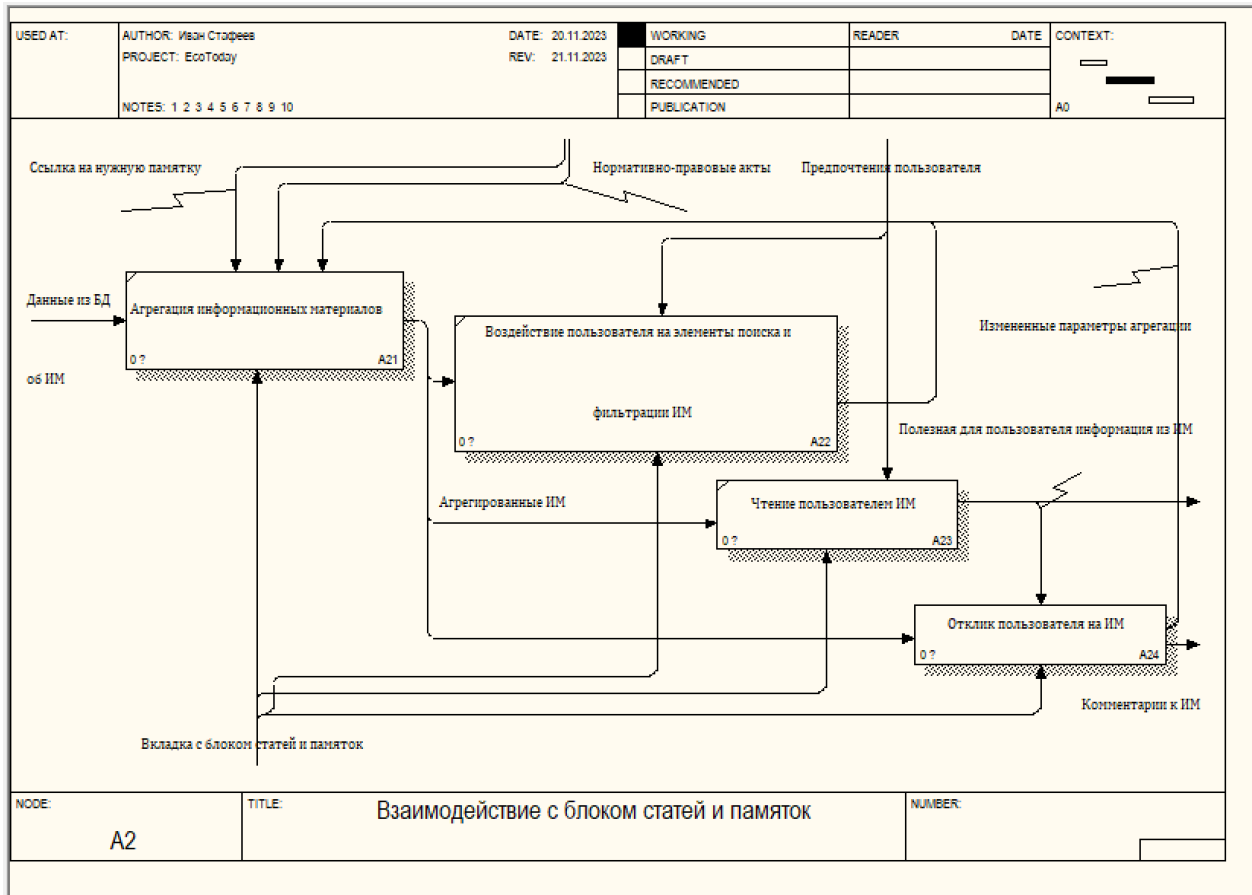 USED AT:
AUTHOR: Иван Стафеев
DATE: 20.11.2023
WORKING
READER
DATE
CONTEXT:
PROJECT: EcoToday
REV: 21.11.2023
DRAFT
RECOMMENDED
NOTES: 1 2 3 4 5 6 7 8 9 10
PUBLICATION
A0
Ссылка на нужную памятку
Нормативно-правовые акты
Предпочтения пользователя
Данные из БД
об ИМ
Агрегация информационных материалов
0 ?
A21
Воздействие пользователя на элементы поиска и
фильтрации ИМ
0 ?
A22
Измененные параметры агрегации
Полезная для пользователя информация из ИМ
Агрегированные ИМ
Чтение пользователем ИМ
0 ?
A23
Отклик пользователя на ИМ
0 ?
A24
Комментарии к ИМ
Вкладка с блоком статей и памяток
NODE:
A2
TITLE:
Взаимодействие с блоком статей и памяток
NUMBER: